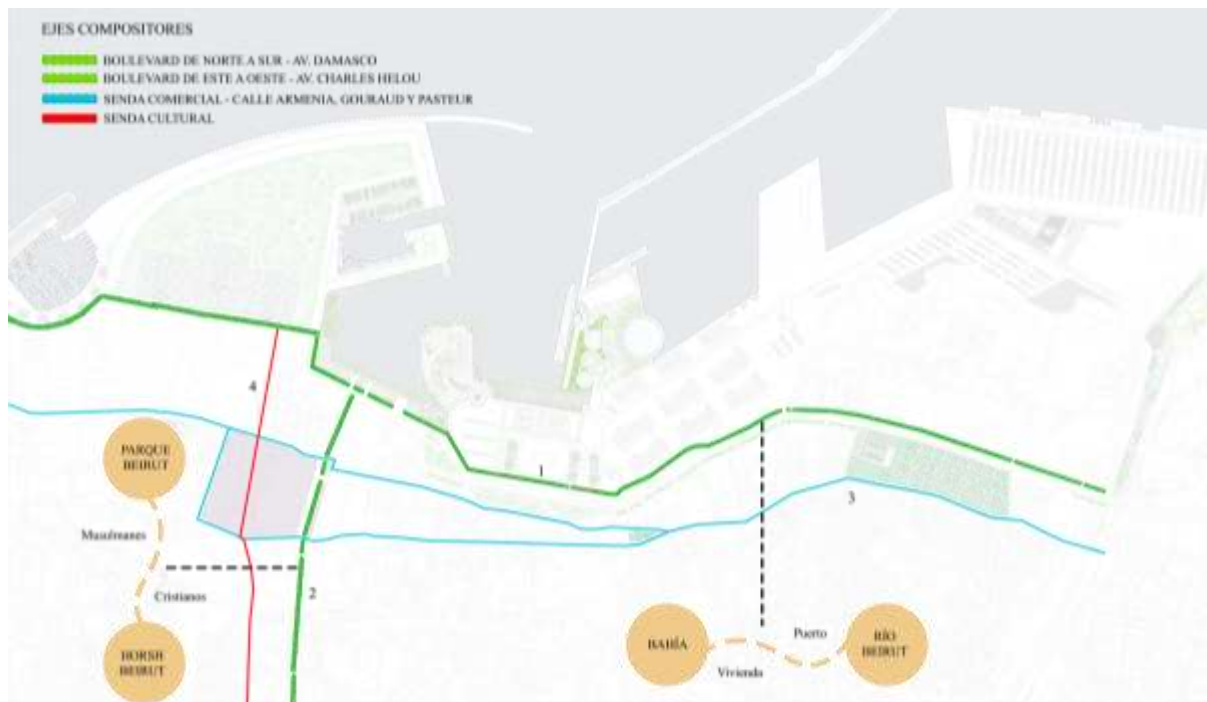 EJES COMPOSITORES
BOULEVARD DE NORTE A SUR - AV. DAMASCO
BOULEVARD DE ESTE A OESTE - AV. CHARLES HELOU
SENDA COMERCIAL - CALLE ARMENIA, GOURAUD Y PASTEUR
SENDA CULTURAL
4
PARQUE
BEIRUT
1
3
Musulmanes
Cristianos
2
HORSH
BEIRUT
BAHÍA
Puerto
Vivienda
RÍO
BEIRUT